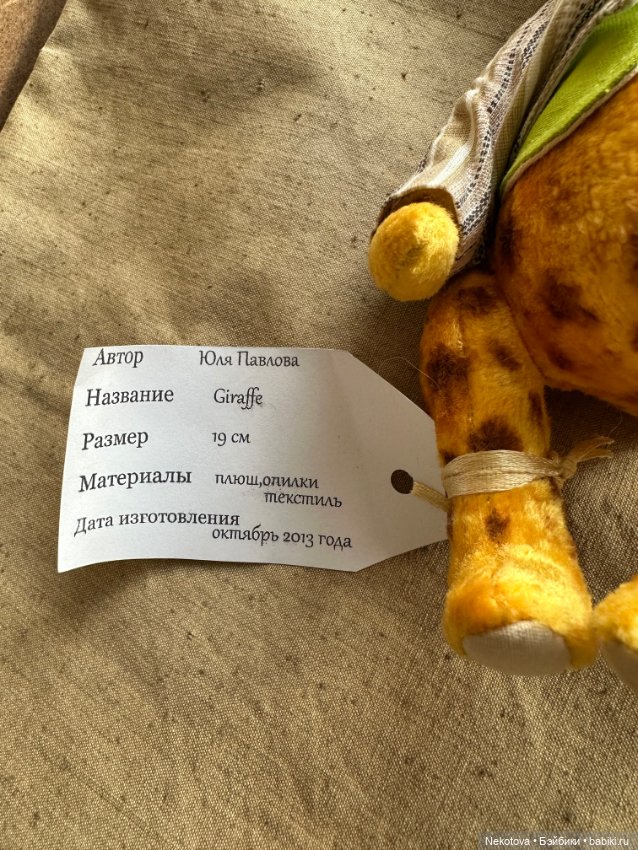 Автор Юля Павлова
Название Giraffe
Размер 19 см
Материалы плюш,опилки
текстиль
Дата изготовления
октябрь 2013 года
Nekotova • Бэйбики • babiki.ru